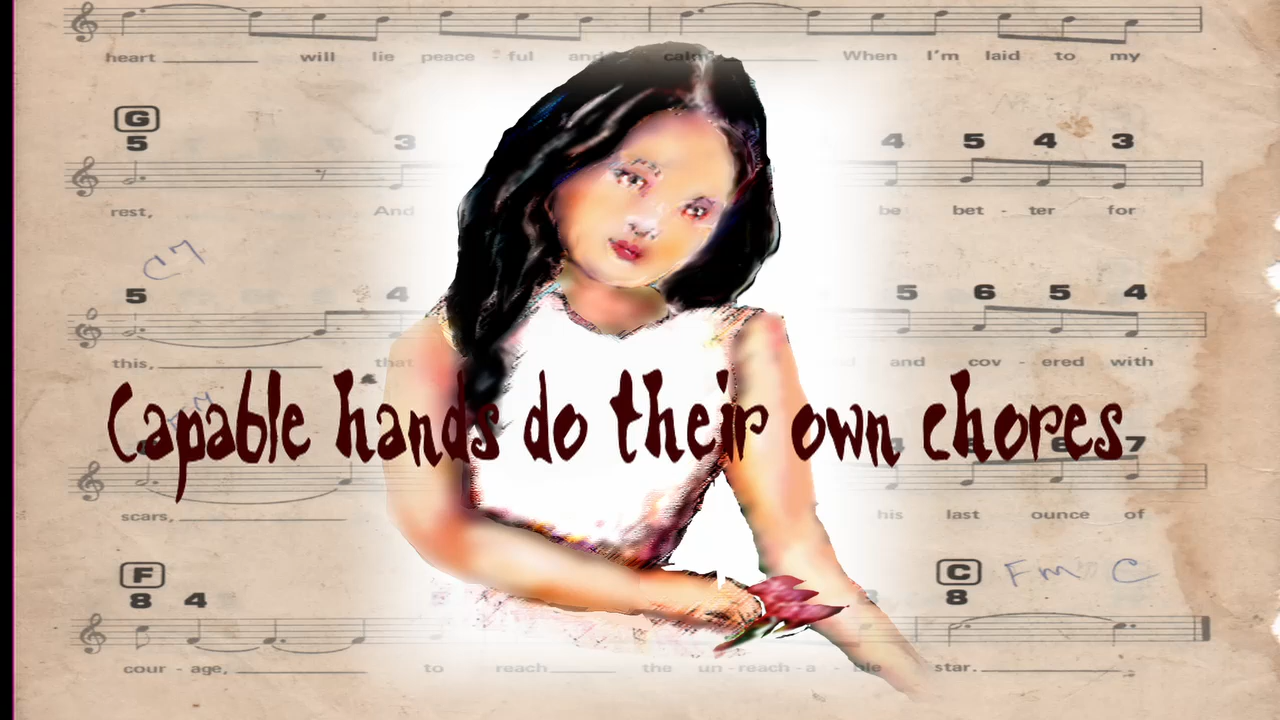 heart will lie peace - ful and calm When I'm laid to my
G
5 3 4 5 4 3
rest, And be bet - ter for
C7
5 4 5 6 5 4
this, that and cov - ered with
Capable hands do their own chores
7
scars, his last ounce of
F C Fm C
8 4 8
cour - age, to reach the un - reach - a - ble star.